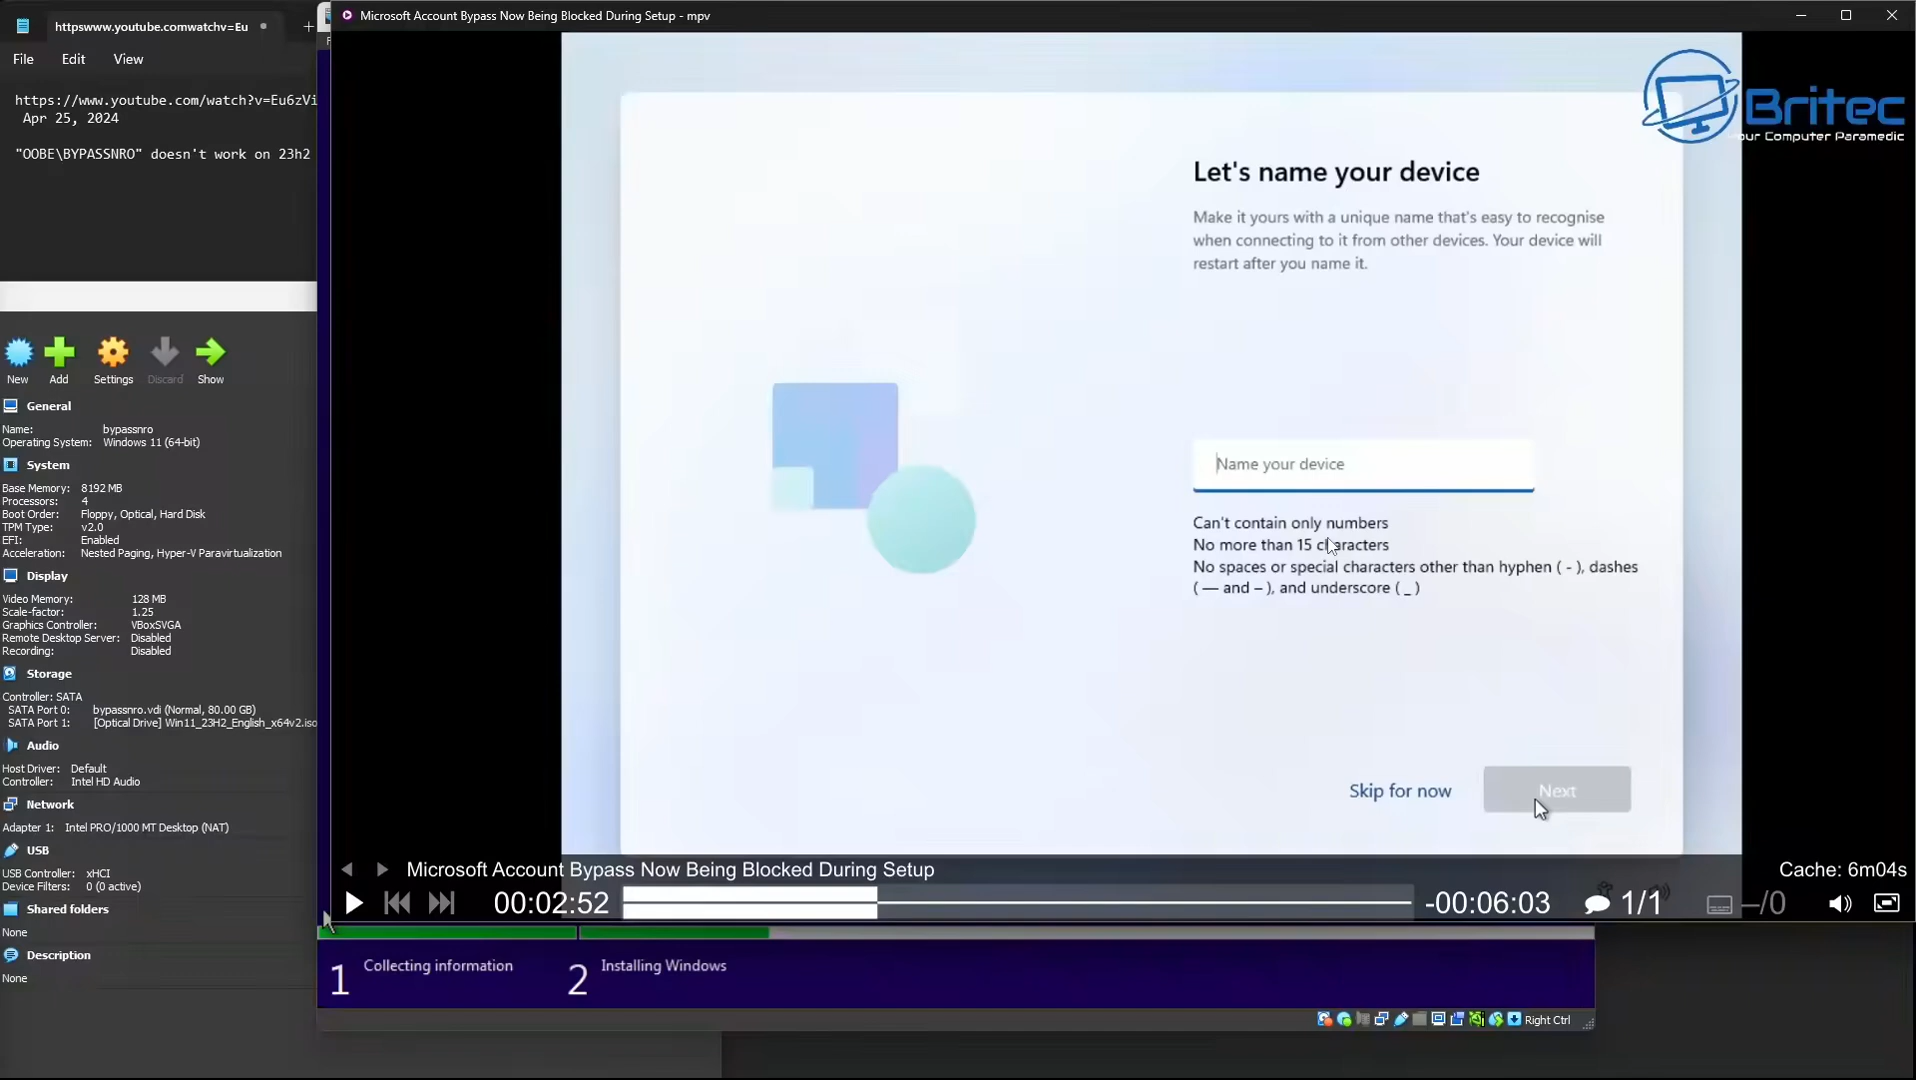 httpswww.youtube.comwatchv=Eu
File Edit View
https://www.youtube.com/watch?v=Eu6zVi
Apr 25, 2024
"OOBE\BYPASSNRO" doesn't work on 23h2
New Add Settings Discard Show
General
Name: bypassnro
Operating System: Windows 11 (64-bit)
System
Base Memory: 8192 MB
Processors: 4
Boot Order: Floppy, Optical, Hard Disk
TPM Type: v2.0
EFI: Enabled
Acceleration: Nested Paging, Hyper-V Paravirtualization
Display
Video Memory: 128 MB
Scale-factor: 1.25
Graphics Controller: VBoxSVGA
Remote Desktop Server: Disabled
Recording: Disabled
Storage
Controller: SATA
SATA Port 0: bypassnro.vdi (Normal, 80.00 GB)
SATA Port 1: [Optical Drive] Win11_23H2_English_x64v2.iso
Audio
Host Driver: Default
Controller: Intel HD Audio
Network
Adapter 1: Intel PRO/1000 MT Desktop (NAT)
USB
USB Controller: xHCI
Device Filters: 0 (0 active)
Shared folders
None
Description
None
Microsoft Account Bypass Now Being Blocked During Setup - mpv
Britec
Your Computer Paramedic
Let's name your device
Make it yours with a unique name that's easy to recognise
when connecting to it from other devices. Your device will
restart after you name it.
Name your device
Can't contain only numbers
No more than 15 characters
No spaces or special characters other than hyphen ( - ), dashes
( — and – ), and underscore ( _ )
Skip for now Next
Microsoft Account Bypass Now Being Blocked During Setup
Cache: 6m04s
00:02:52 -00:06:03 1/1 –/0
1 Collecting information 2 Installing Windows
Right Ctrl